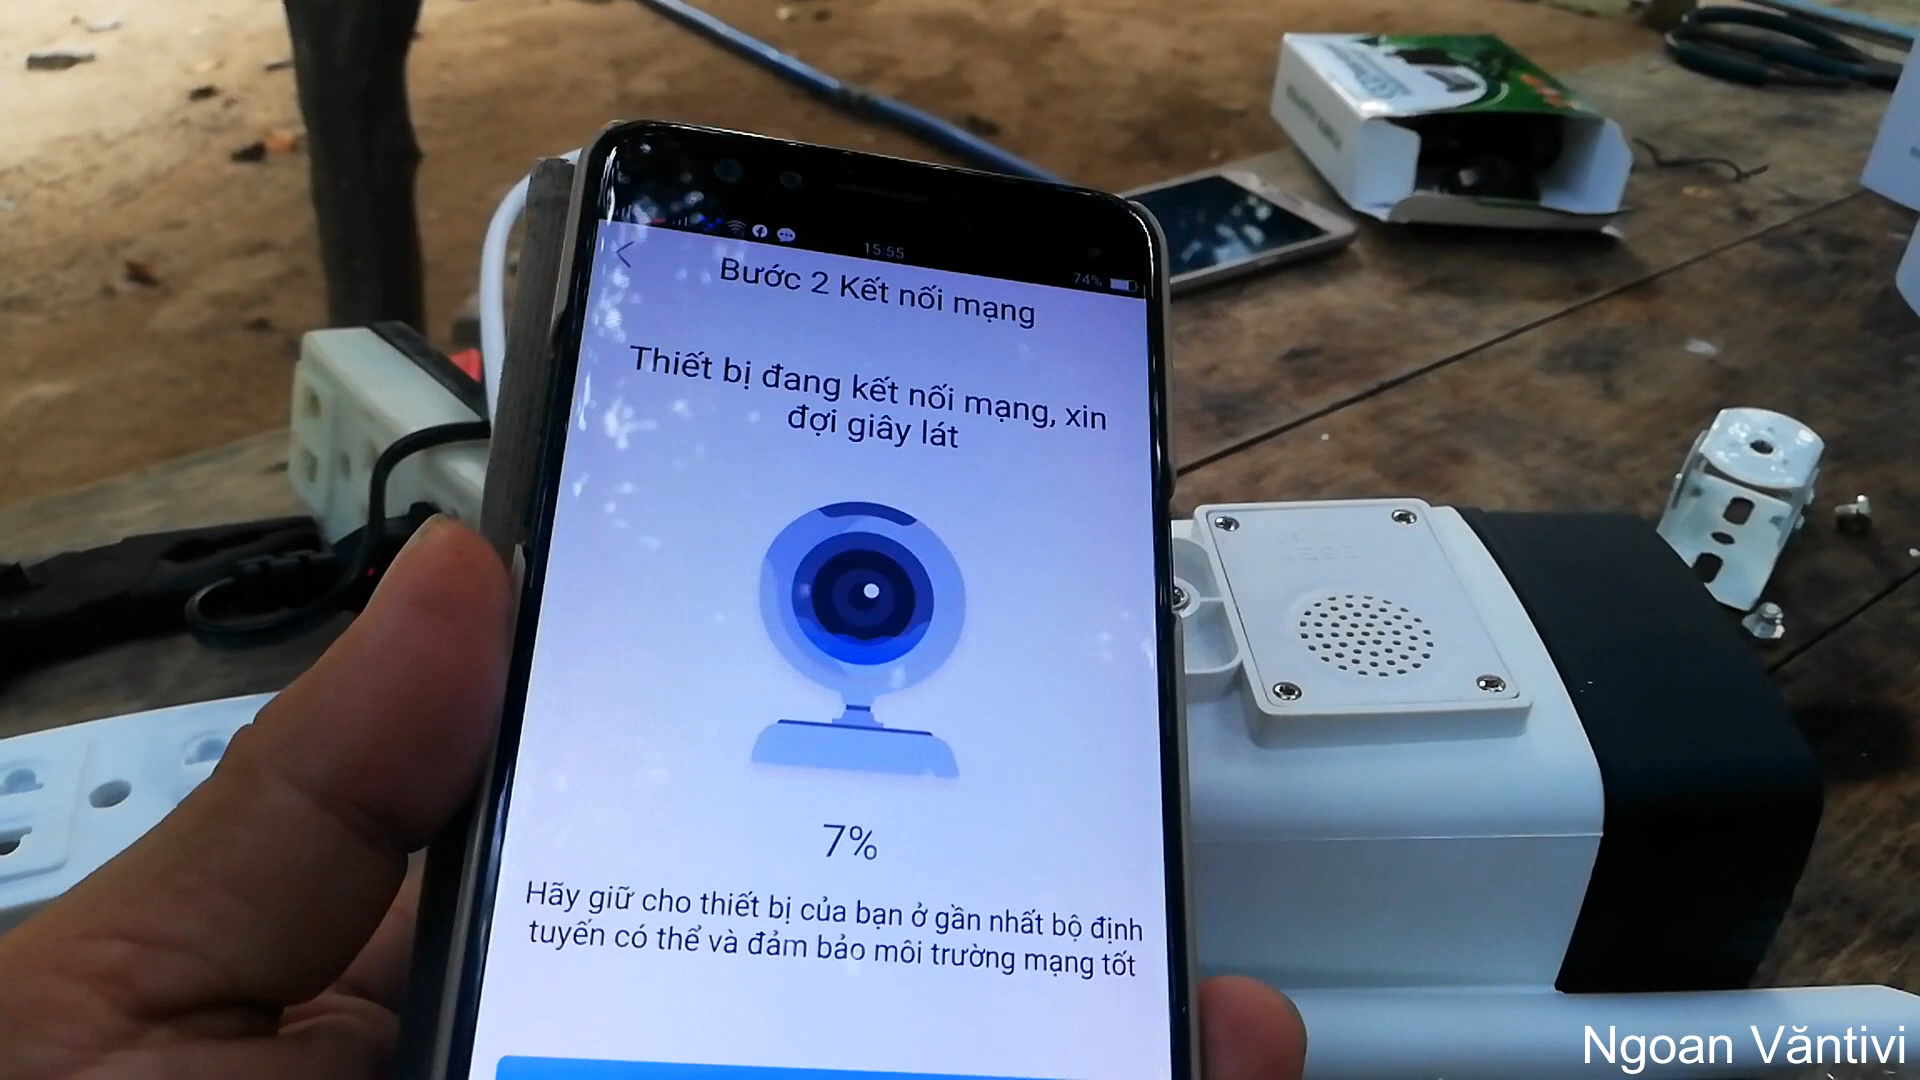 15:55
74%
Bước 2 Kết nối mạng
Thiết bị đang kết nối mạng, xin
đợi giây lát
7%
Hãy giữ cho thiết bị của bạn ở gần nhất bộ định
tuyến có thể và đảm bảo môi trường mạng tốt
Ngoan Văntivi